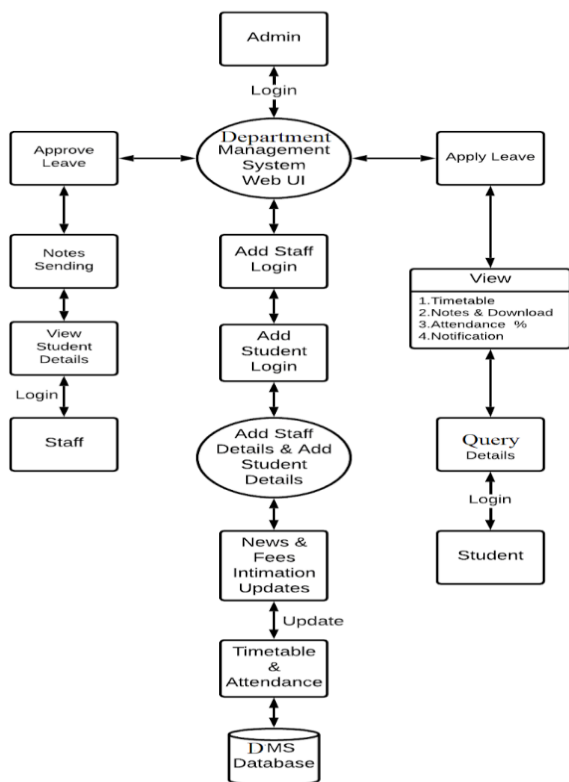 Admin
Login
Department
Management
System
Web UI
Approve
Leave
Apply Leave
Notes
Sending
Add Staff
Login
View
1.Timetable
2.Notes & Download
3.Attendance %
4.Notification
View
Student
Details
Add
Student
Login
Login
Staff
Add Staff
Details & Add
Student
Details
Query
Details
Login
Student
News &
Fees
Intimation
Updates
Update
Timetable
&
Attendance
D'MS
Database